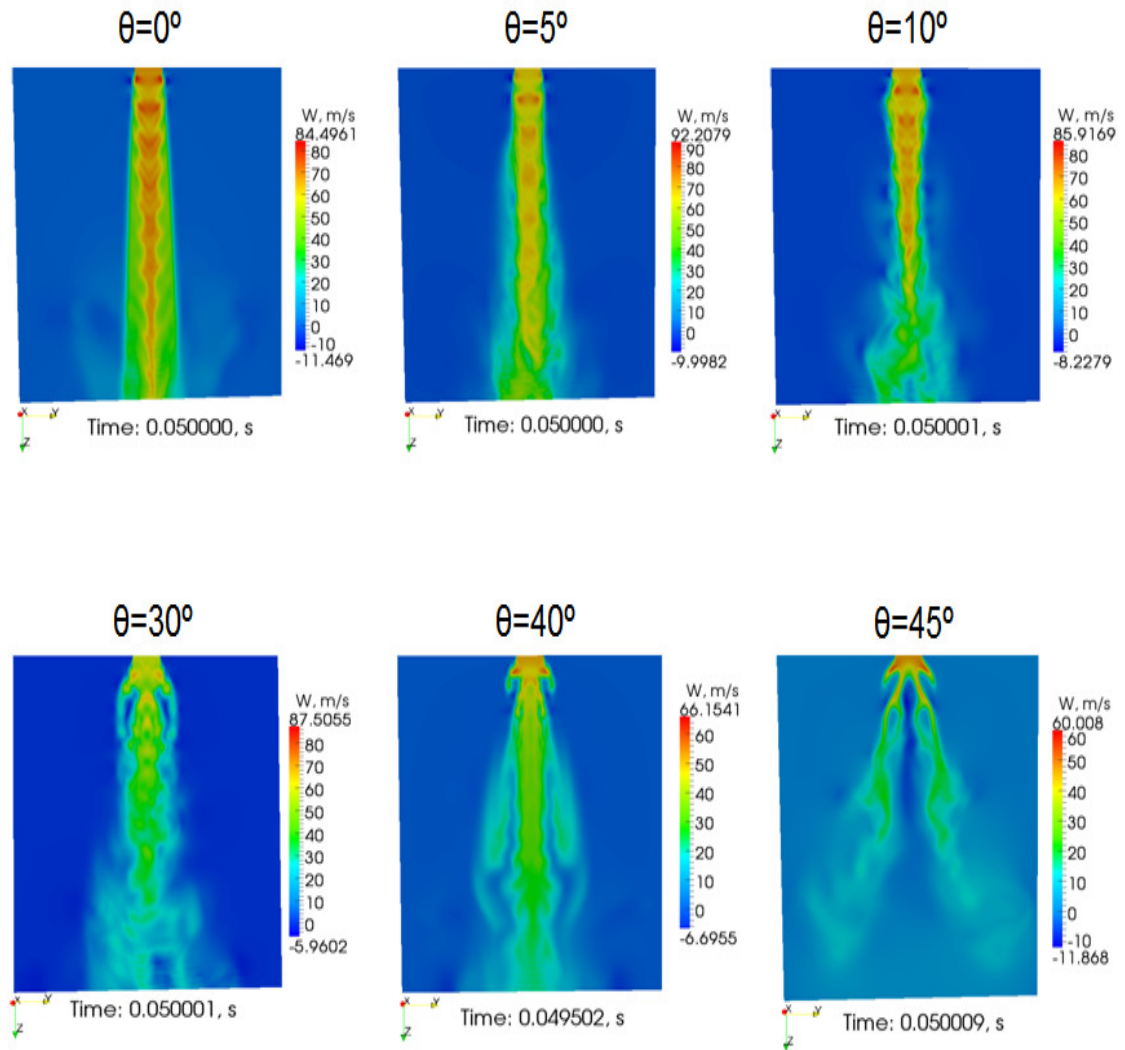 θ=0º
θ=5º
θ=10º
W, m/s
84.4961
80
70
60
50
40
30
20
10
0
-10
-11.469
X Y
Z
Time: 0.050000, s
W, m/s
92.2079
90
80
70
60
50
40
30
20
10
0
-9.9982
X Y
Z
Time: 0.050000, s
W, m/s
85.9169
80
70
60
50
40
30
20
10
0
-8.2279
X Y
Z
Time: 0.050001, s
θ=30º
θ=40º
θ=45º
W, m/s
87.5055
80
70
60
50
40
30
20
10
0
-5.9602
X Y
Z
Time: 0.050001, s
W, m/s
66.1541
60
50
40
30
20
10
0
-6.6955
X Y
Z
Time: 0.049502, s
W, m/s
60.008
60
50
40
30
20
10
0
-10
-11.868
X Y
Z
Time: 0.050009, s